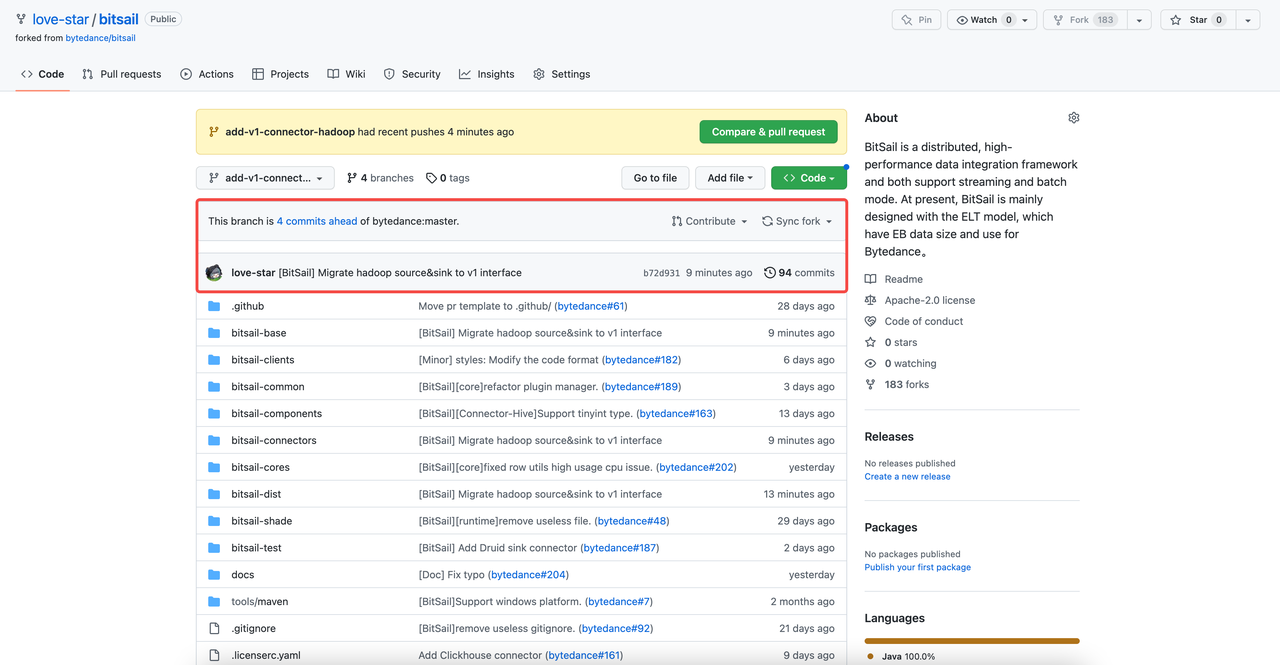 love-star / bitsail Public
forked from bytedance/bitsail
Pin Watch 0 Fork 183 Star 0
Code Pull requests Actions Projects Wiki Security Insights Settings
add-v1-connector-hadoop had recent pushes 4 minutes ago Compare & pull request
add-v1-connect... 4 branches 0 tags Go to file Add file Code
This branch is 4 commits ahead of bytedance:master. Contribute Sync fork
love-star [BitSail] Migrate hadoop source&sink to v1 interface b72d931 9 minutes ago 94 commits
.github Move pr template to .github/ (bytedance#61) 28 days ago
bitsail-base [BitSail] Migrate hadoop source&sink to v1 interface 9 minutes ago
bitsail-clients [Minor] styles: Modify the code format (bytedance#182) 6 days ago
bitsail-common [BitSail][core]refactor plugin manager. (bytedance#189) 3 days ago
bitsail-components [BitSail][Connector-Hive]Support tinyint type. (bytedance#163) 13 days ago
bitsail-connectors [BitSail] Migrate hadoop source&sink to v1 interface 9 minutes ago
bitsail-cores [BitSail][core]fixed row utils high usage cpu issue. (bytedance#202) yesterday
bitsail-dist [BitSail] Migrate hadoop source&sink to v1 interface 13 minutes ago
bitsail-shade [BitSail][runtime]remove useless file. (bytedance#48) 29 days ago
bitsail-test [BitSail] Add Druid sink connector (bytedance#187) 2 days ago
docs [Doc] Fix typo (bytedance#204) yesterday
tools/maven [BitSail]Support windows platform. (bytedance#7) 2 months ago
.gitignore [BitSail]remove useless gitignore. (bytedance#92) 21 days ago
.licenserc.yaml Add Clickhouse connector (bytedance#161) 9 days ago
About
BitSail is a distributed, high-
performance data integration framework
and both support streaming and batch
mode. At present, BitSail is mainly
designed with the ELT model, which
have EB data size and use for
Bytedance。
Readme
Apache-2.0 license
Code of conduct
0 stars
0 watching
183 forks
Releases
No releases published
Create a new release
Packages
No packages published
Publish your first package
Languages
Java 100.0%